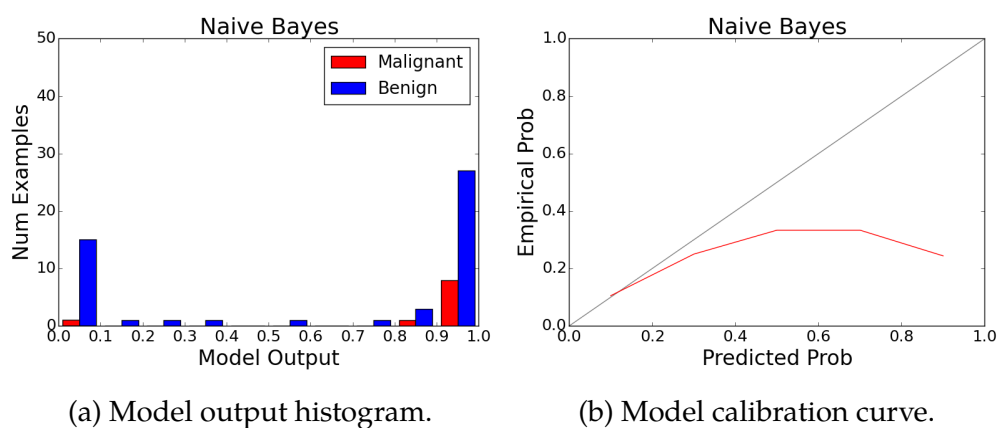 Naive Bayes
50
40
30
20
10
0
Num Examples
Malignant
Benign
0.0 0.1 0.2 0.3 0.4 0.5 0.6 0.7 0.8 0.9 1.0
Model Output
(a) Model output histogram.
Naive Bayes
1.0
0.8
0.6
0.4
0.2
0.0
Empirical Prob
0.0 0.2 0.4 0.6 0.8 1.0
Predicted Prob
(b) Model calibration curve.